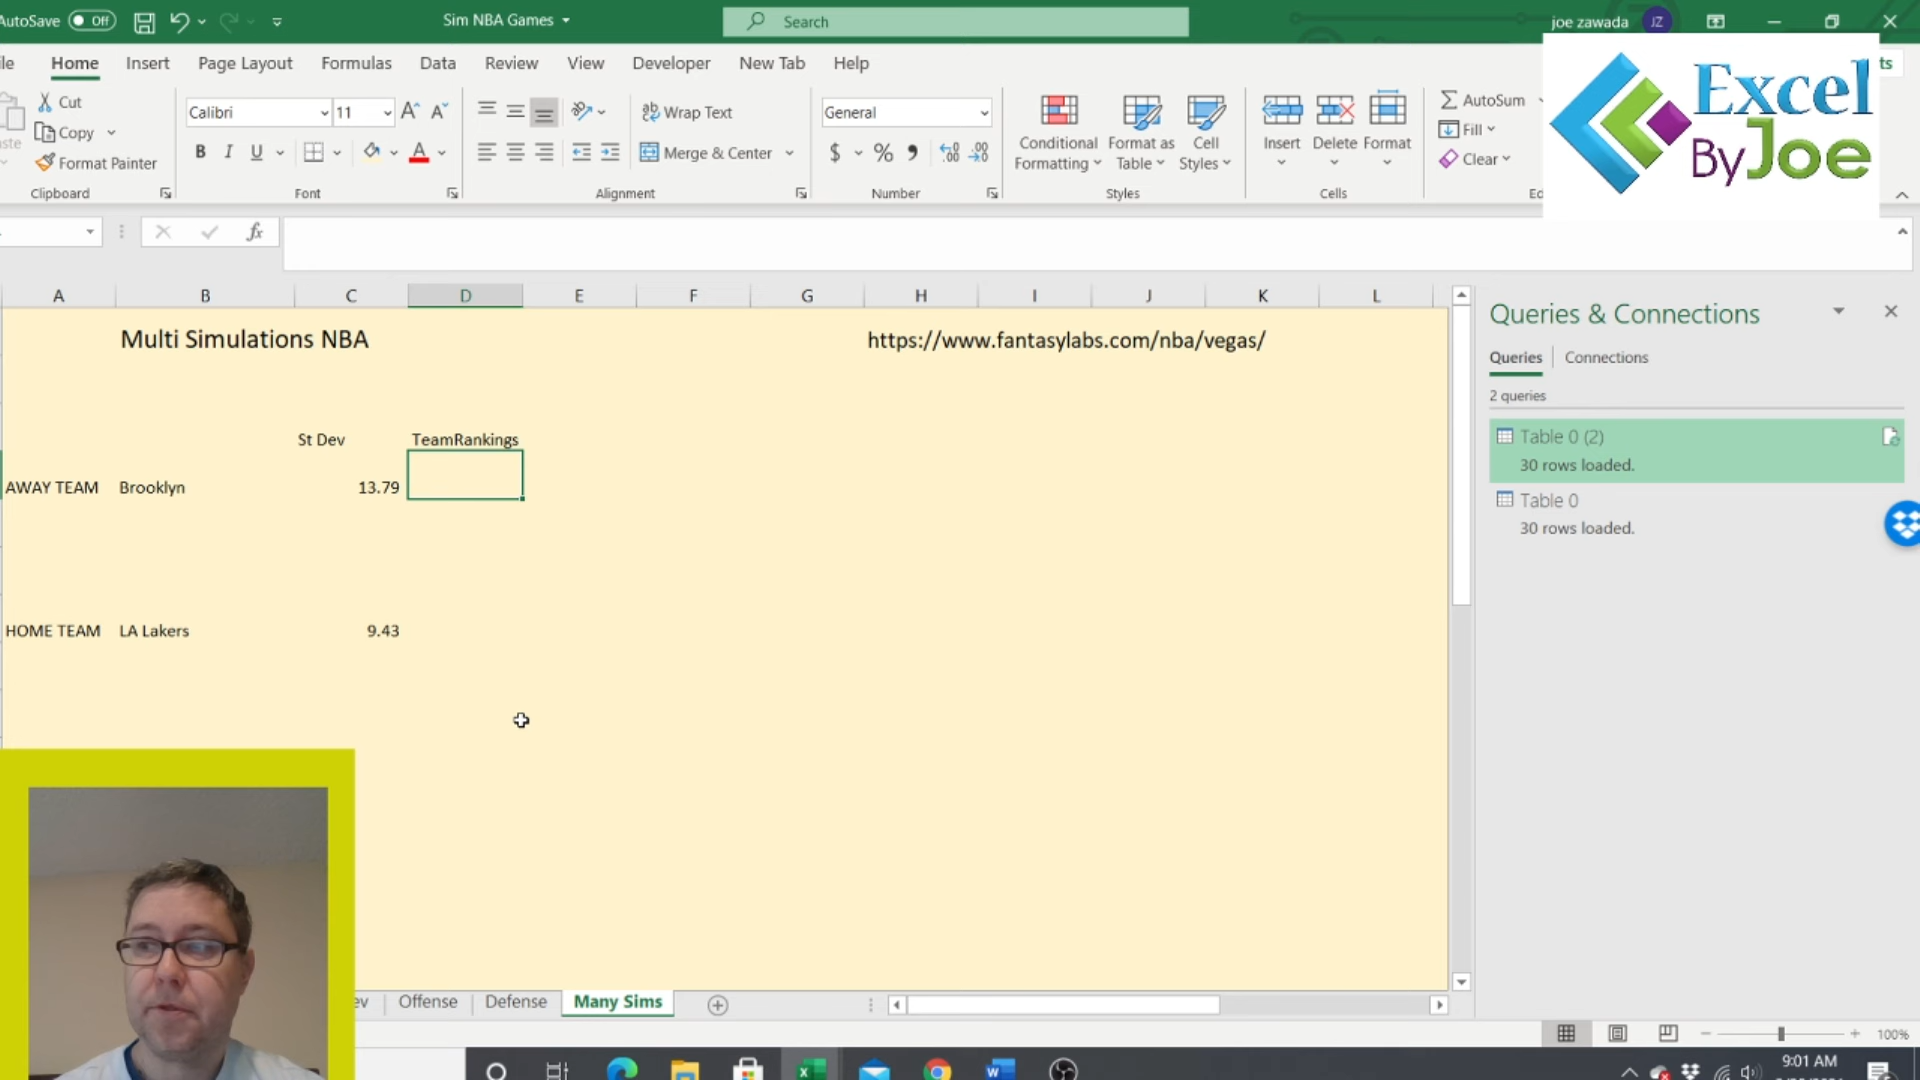 AutoSave Off
Sim NBA Games
Search
joe zawada
JZ
Home Insert Page Layout Formulas Data Review View Developer New Tab Help
Cut
Copy
Format Painter
Clipboard
Calibri 11
B I U
Font
Wrap Text
Merge & Center
Alignment
General
$ % ,
Number
Conditional Formatting
Format as Table
Cell Styles
Styles
Insert Delete Format
Cells
AutoSum
Fill
Clear
Excel
ByJoe
fx
A B C D E F G H I J K L
Multi Simulations NBA
https://www.fantasylabs.com/nba/vegas/
St Dev TeamRankings
AWAY TEAM Brooklyn 13.79
HOME TEAM LA Lakers 9.43
Queries & Connections
Queries Connections
2 queries
Table 0 (2)
30 rows loaded.
Table 0
30 rows loaded.
Offense Defense Many Sims
100%
9:01 AM